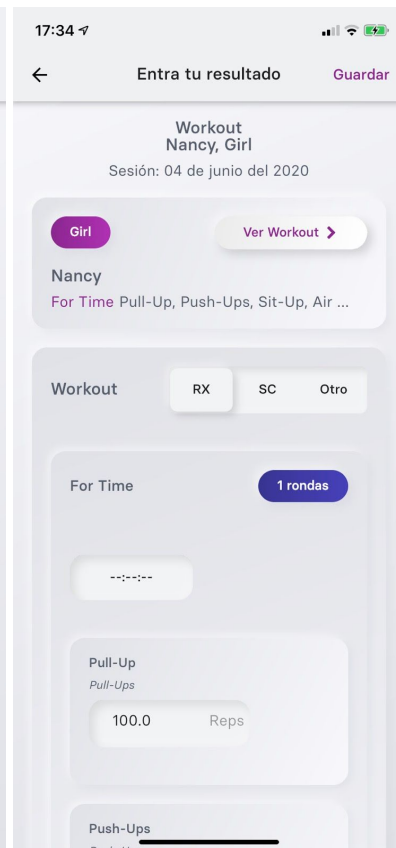 17:34
Entra tu resultado
Guardar
Workout
Nancy, Girl
Sesión: 04 de junio del 2020
Girl
Ver Workout
Nancy
For Time Pull-Up, Push-Ups, Sit-Up, Air ...
Workout
RX
SC
Otro
For Time
1 rondas
--:--:--
Pull-Up
Pull-Ups
100.0 Reps
Push-Ups